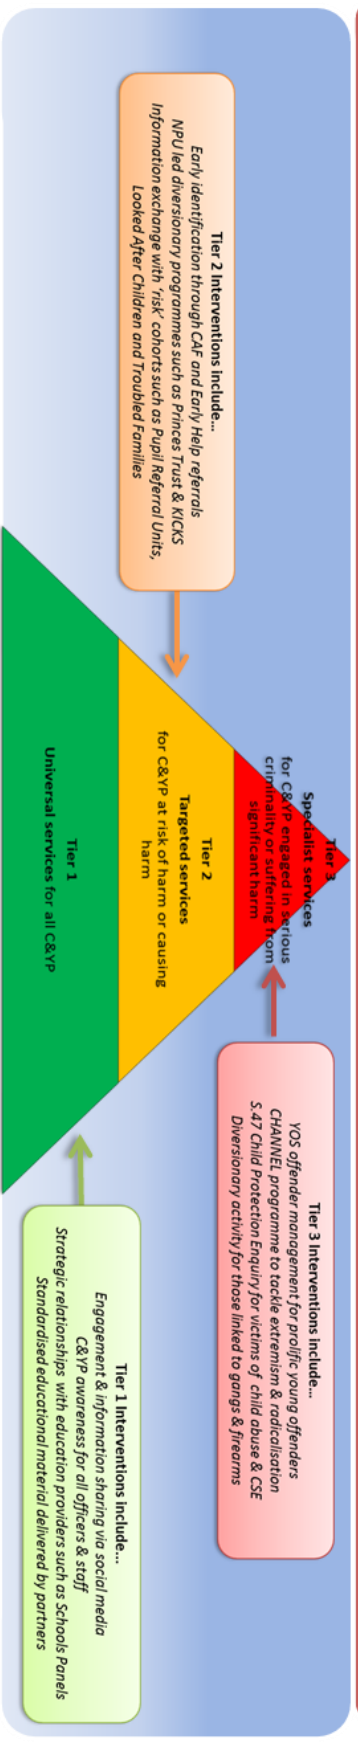 Tier 3
Specialist services
for C&YP engaged in serious
criminality or suffering from
significant harm
Tier 3 Interventions include...
YOS offender management for prolific young offenders
CHANNEL programme to tackle extremism & radicalisation
S.47 Child Protection Enquiry for victims of child abuse & CSE
Diversionary activity for those linked to gangs & firearms
Tier 2 Interventions include...
Early identification through CAF and Early Help referrals
NPU led diversionary programmes such as Princes Trust & KICKS
Information exchange with 'risk' cohorts such as Pupil Referral Units,
Looked After Children and Troubled Families
Tier 2
Targeted services
for C&YP at risk of harm or causing
harm
Tier 1
Universal services for all C&YP
Tier 1 Interventions include...
Engagement & information sharing via social media
C&YP awareness for all officers & staff
Strategic relationships with education providers such as Schools Panels
Standardised educational material delivered by partners